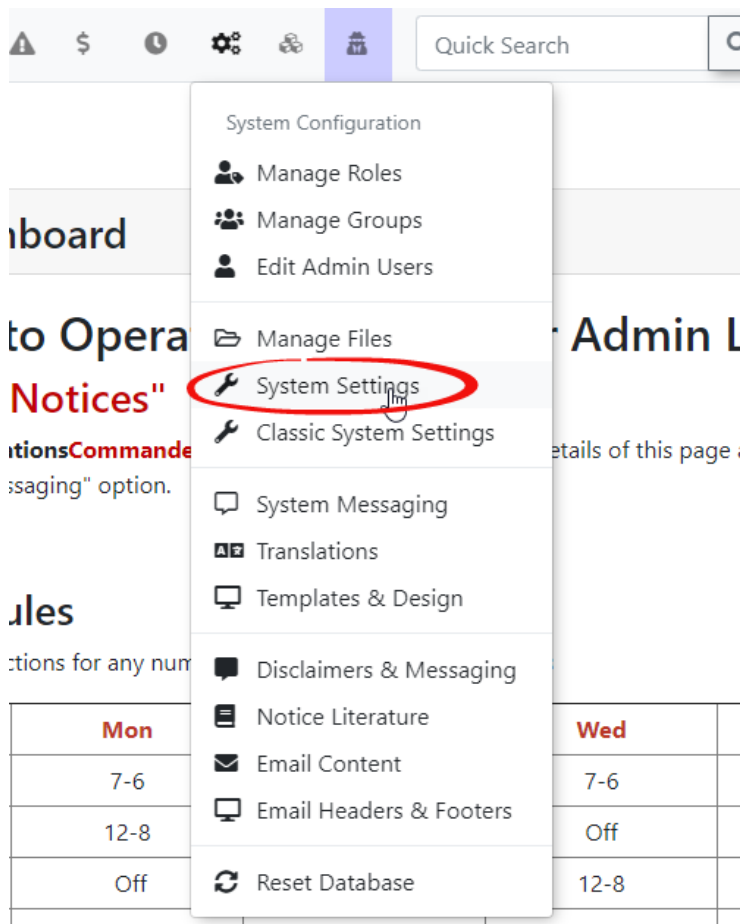 $
Quick Search
System Configuration
Manage Roles
Manage Groups
Edit Admin Users
Manage Files
System Settings
Classic System Settings
System Messaging
Translations
Templates & Design
Disclaimers & Messaging
Notice Literature
Email Content
Email Headers & Footers
Reset Database
board
to Opera Admin L
Notices"
ationsCommande etails of this page
ssaging" option.
ules
ctions for any num
Mon Wed
7-6 7-6
12-8 Off
Off 12-8